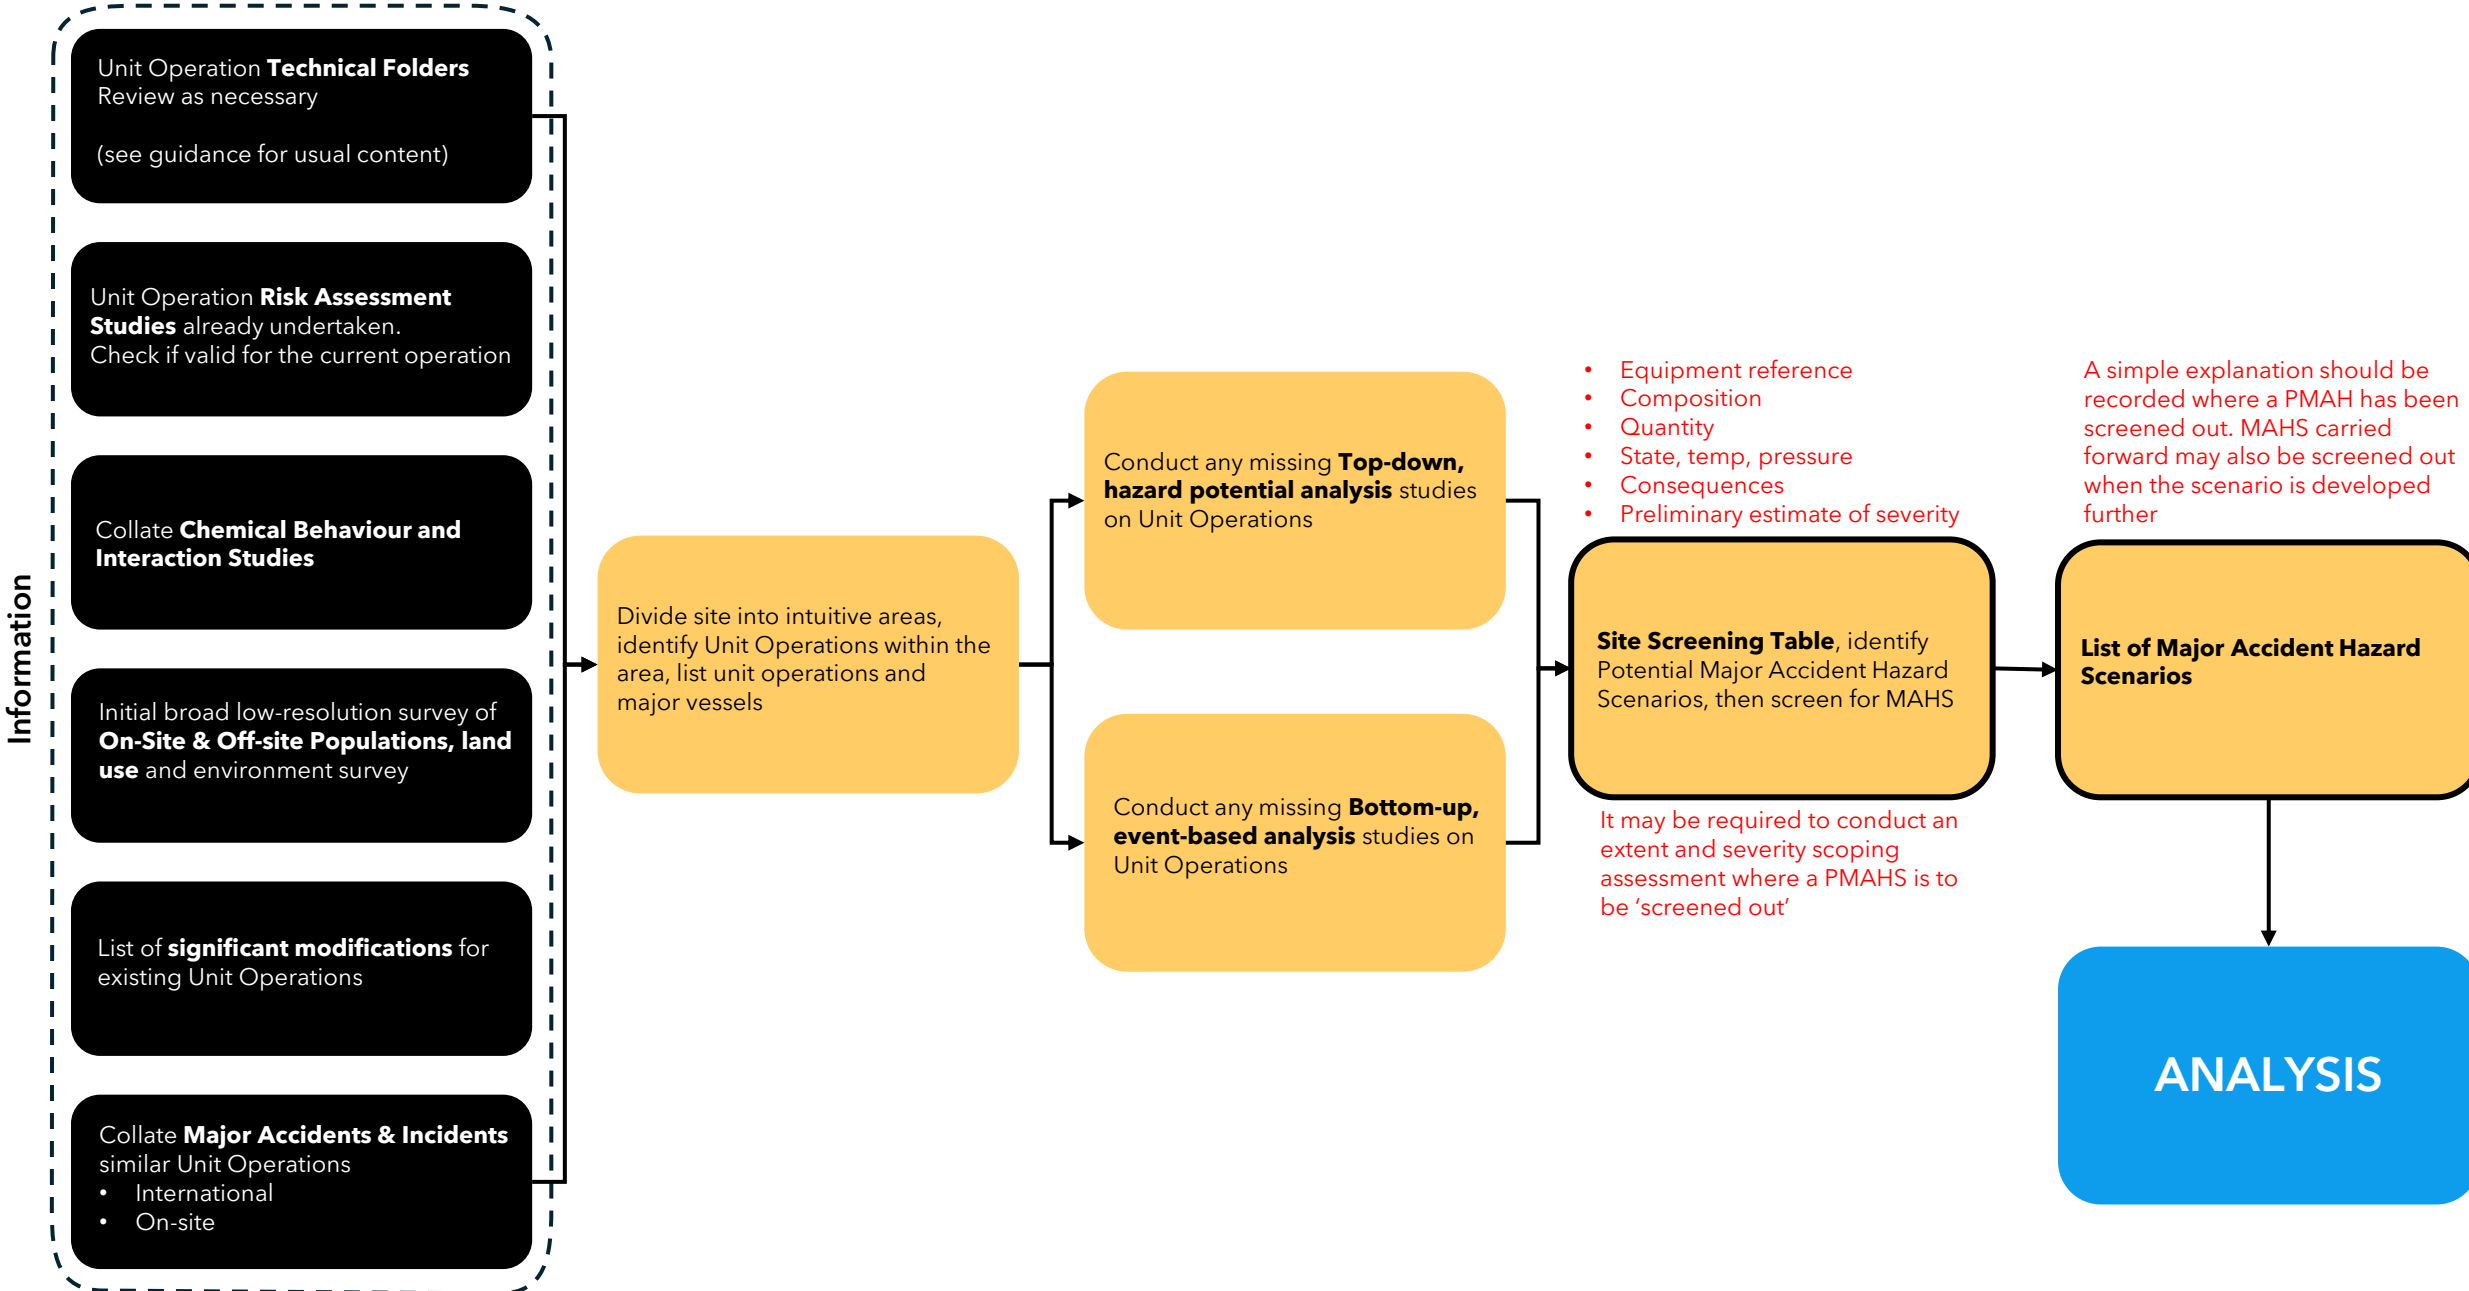 Information
Unit Operation Technical Folders
Review as necessary
(see guidance for usual content)
Unit Operation Risk Assessment
Studies already undertaken.
Check if valid for the current operation
Collate Chemical Behaviour and
Interaction Studies
Initial broad low-resolution survey of
On-Site & Off-site Populations, land
use and environment survey
List of significant modifications for
existing Unit Operations
Collate Major Accidents & Incidents
similar Unit Operations
• International
• On-site
Divide site into intuitive areas,
identify Unit Operations within the
area, list unit operations and
major vessels
Conduct any missing Top-down,
hazard potential analysis studies
on Unit Operations
Conduct any missing Bottom-up,
event-based analysis studies on
Unit Operations
• Equipment reference
• Composition
• Quantity
• State, temp, pressure
• Consequences
• Preliminary estimate of severity
Site Screening Table, identify
Potential Major Accident Hazard
Scenarios, then screen for MAHS
It may be required to conduct an
extent and severity scoping
assessment where a PMAHS is to
be ‘screened out’
A simple explanation should be
recorded where a PMAH has been
screened out. MAHS carried
forward may also be screened out
when the scenario is developed
further
List of Major Accident Hazard
Scenarios
ANALYSIS